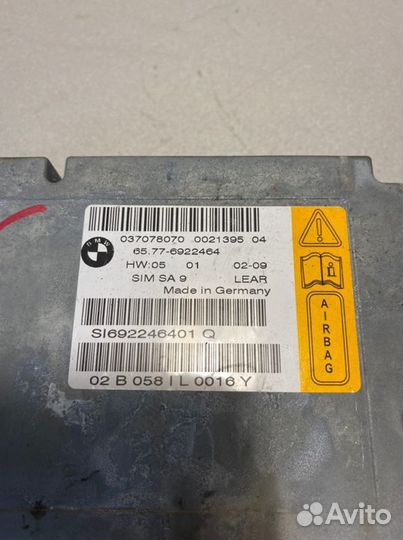 BMW
037078070 0021395 04
65.77-6922464
HW:05 01 02-09
SIM SA 9 LEAR
Made in Germany
SI692246401 Q
02 B 058 I L 0016 Y
AIRBAG
Avito